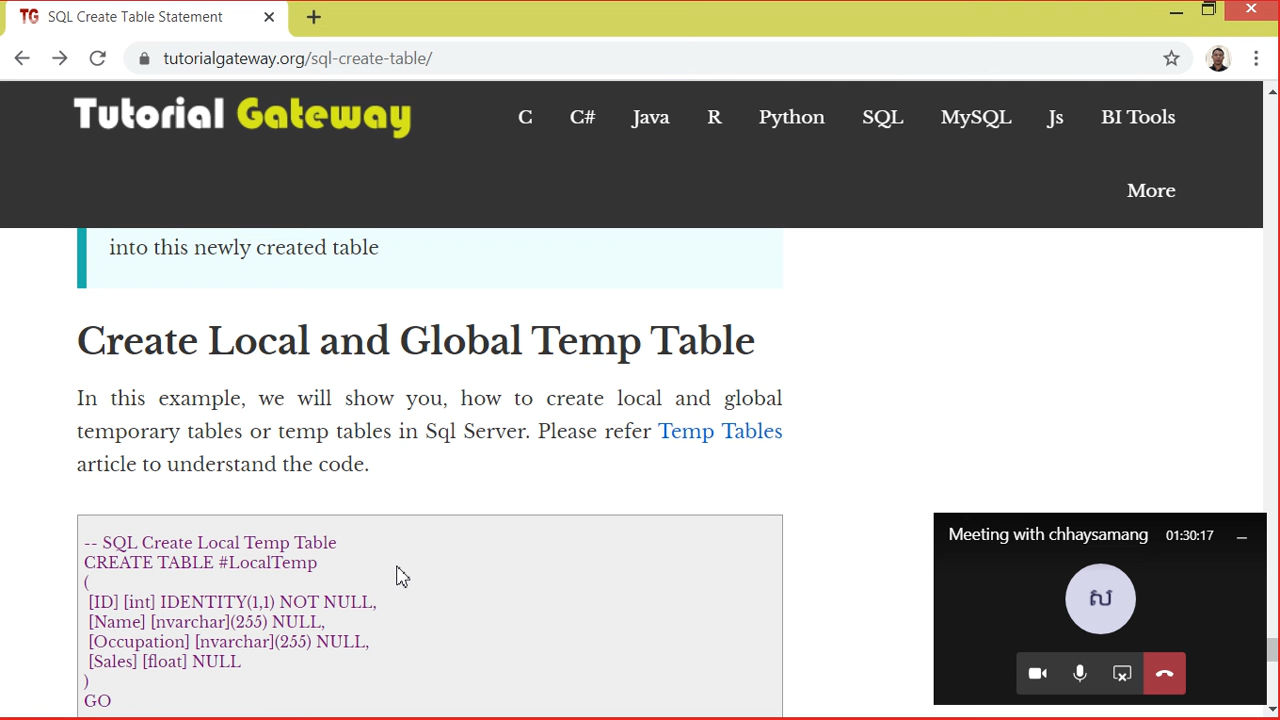 TG SQL Create Table Statement
tutorialgateway.org/sql-create-table/
Tutorial Gateway
C C# Java R Python SQL MySQL Js BI Tools
More
into this newly created table
Create Local and Global Temp Table
In this example, we will show you, how to create local and global
temporary tables or temp tables in Sql Server. Please refer Temp Tables
article to understand the code.
-- SQL Create Local Temp Table
CREATE TABLE #LocalTemp
(
[ID] [int] IDENTITY(1,1) NOT NULL,
[Name] [nvarchar](255) NULL,
[Occupation] [nvarchar](255) NULL,
[Sales] [float] NULL
)
GO
Meeting with chhaysamang 01:30:17
ស